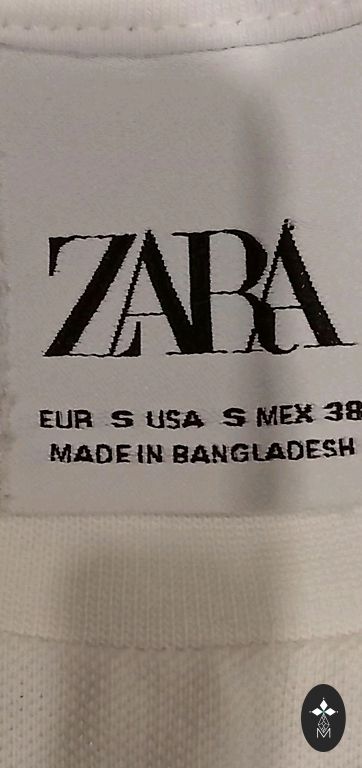 ZARA
EUR S USA S MEX 38
MADE IN BANGLADESH
M